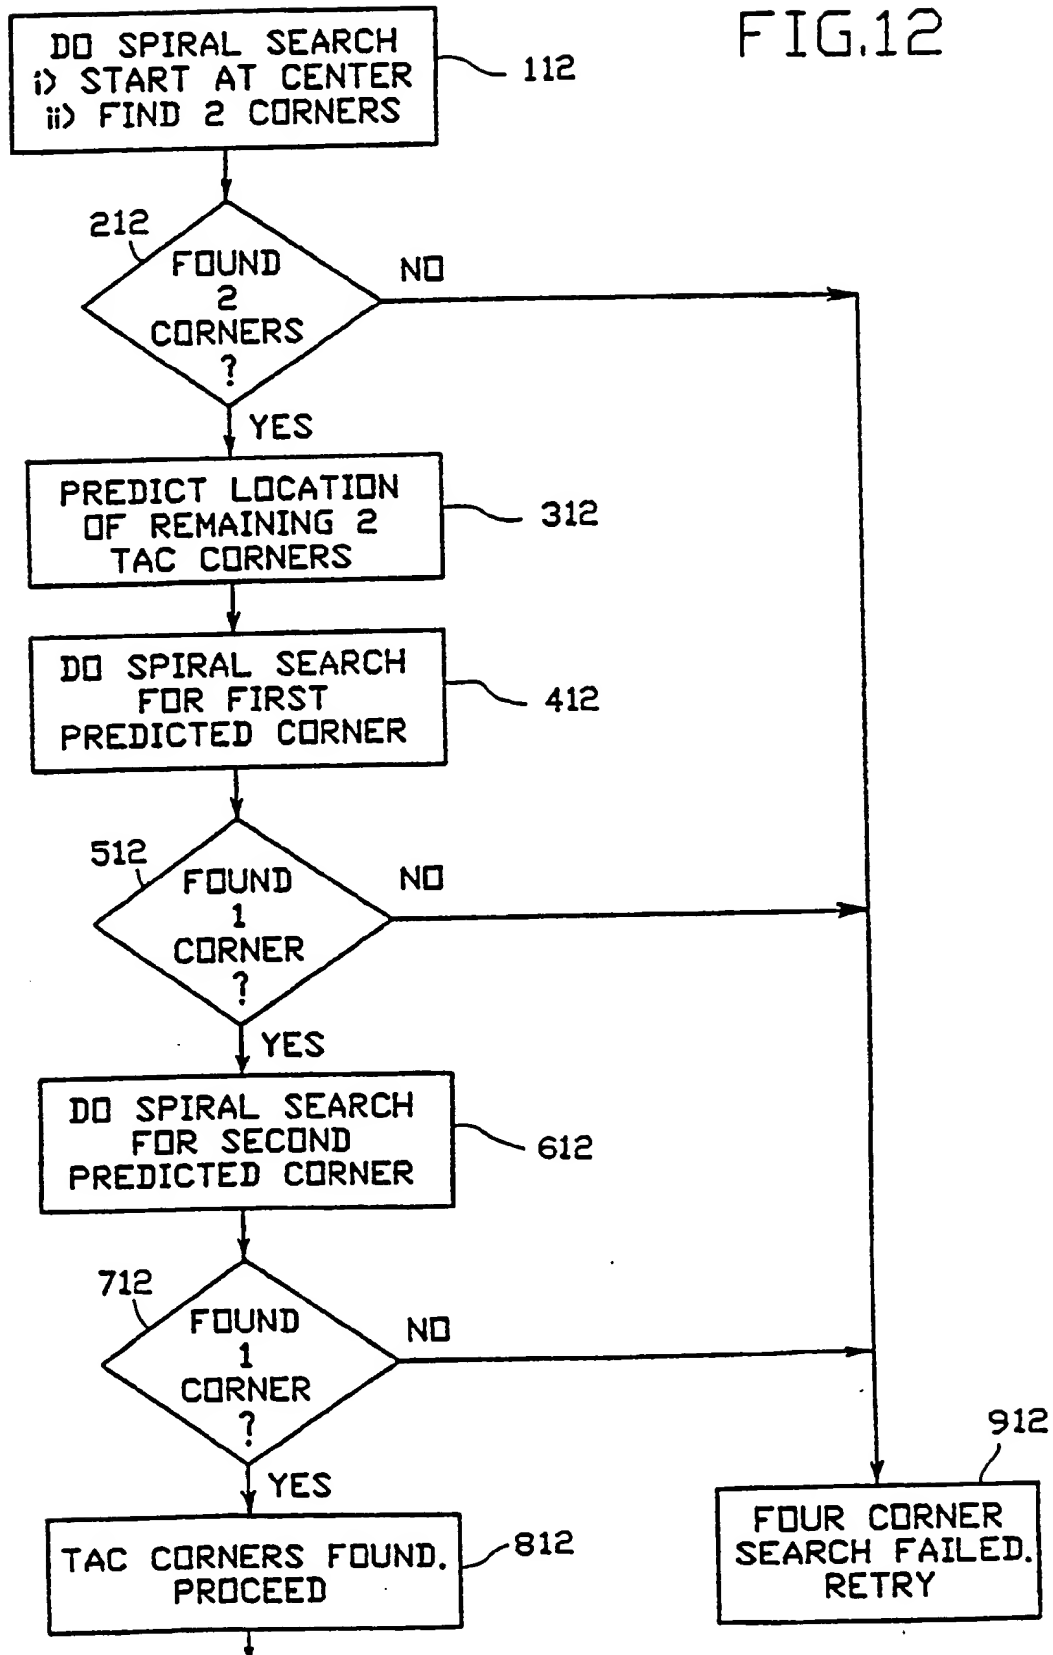 FIG.12
DO SPIRAL SEARCH
i) START AT CENTER
ii) FIND 2 CORNERS
112
212
FOUND
2
CORNERS
?
NO
YES
PREDICT LOCATION
OF REMAINING 2
TAC CORNERS
312
DO SPIRAL SEARCH
FOR FIRST
PREDICTED CORNER
412
512
FOUND
1
CORNER
?
NO
YES
DO SPIRAL SEARCH
FOR SECOND
PREDICTED CORNER
612
712
FOUND
1
CORNER
?
NO
YES
TAC CORNERS FOUND.
PROCEED
812
912
FOUR CORNER
SEARCH FAILED.
RETRY